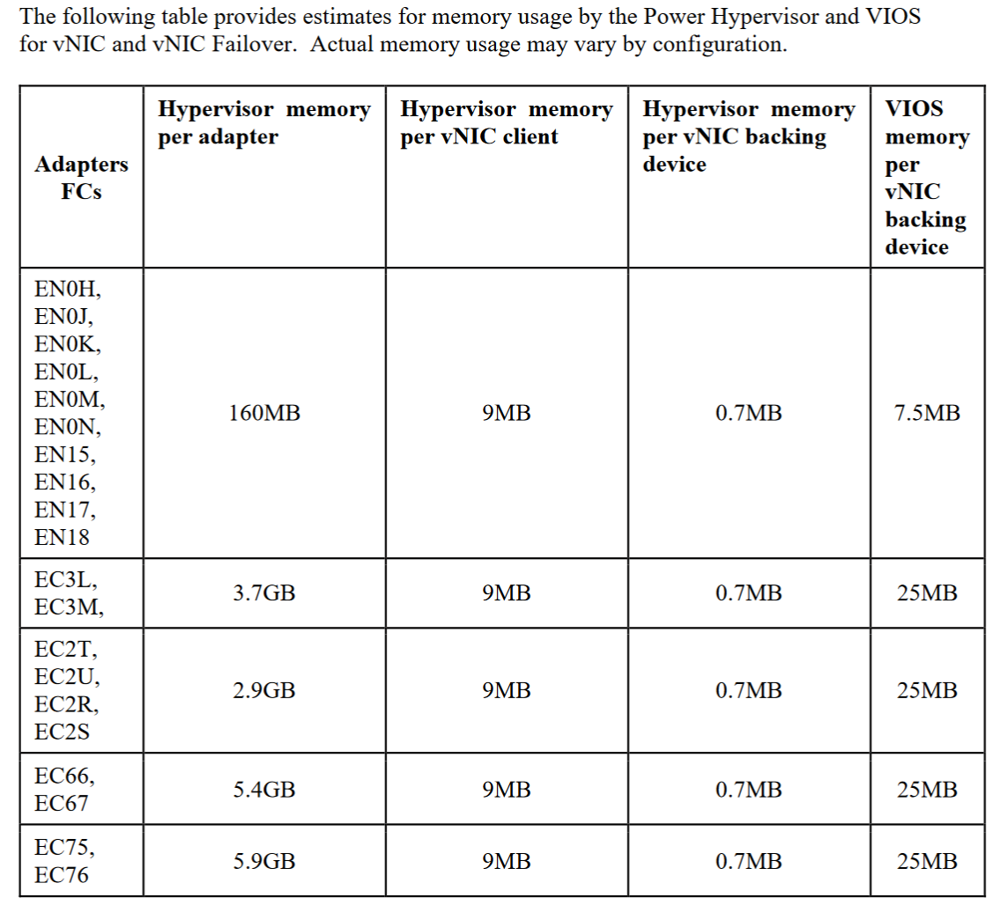 The following table provides estimates for memory usage by the Power Hypervisor and VIOS
for vNIC and vNIC Failover.  Actual memory usage may vary by configuration.
Adapters
FCs
Hypervisor memory
per adapter
Hypervisor memory
per vNIC client
Hypervisor memory
per vNIC backing
device
VIOS
memory
per
vNIC
backing
device
EN0H,
EN0J,
EN0K,
EN0L,
EN0M,
EN0N,
EN15,
EN16,
EN17,
EN18
160MB
9MB
0.7MB
7.5MB
EC3L,
EC3M,
3.7GB
9MB
0.7MB
25MB
EC2T,
EC2U,
EC2R,
EC2S
2.9GB
9MB
0.7MB
25MB
EC66,
EC67
5.4GB
9MB
0.7MB
25MB
EC75,
EC76
5.9GB
9MB
0.7MB
25MB